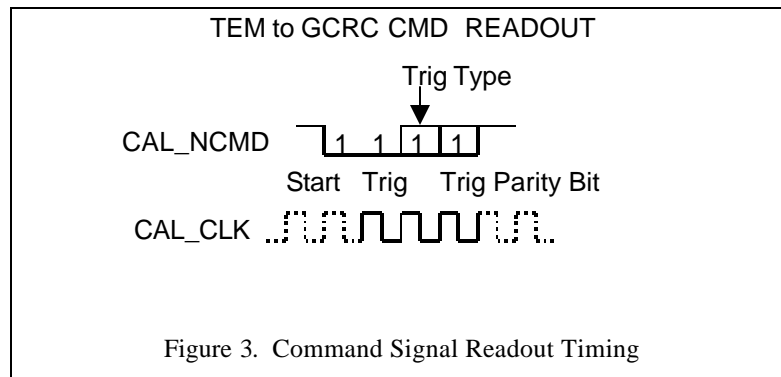 TEM to GCRC CMD READOUT
Trig Type
CAL_NCMD 1 1 1 1
Start Trig Trig Parity Bit
CAL_CLK
Figure 3. Command Signal Readout Timing